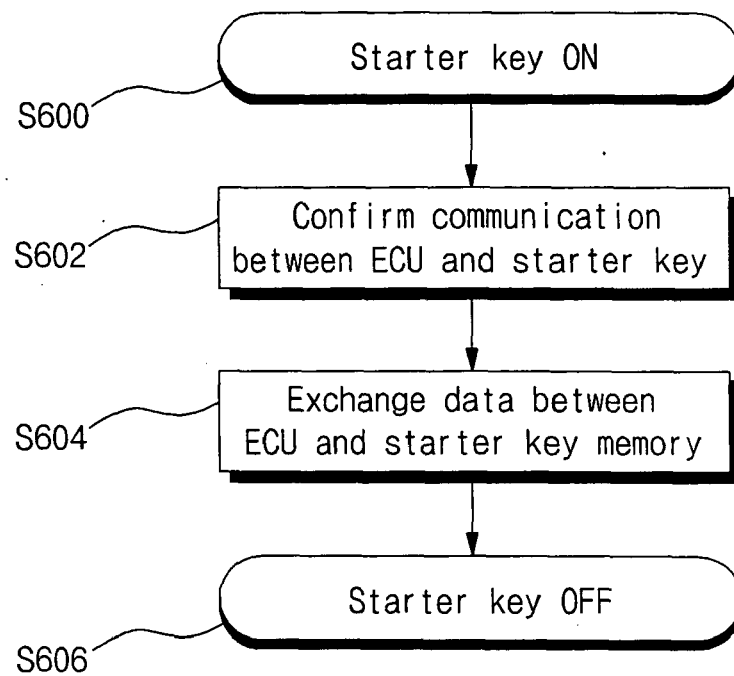 Starter key ON
S600
Confirm communication
between ECU and starter key
S602
Exchange data between
ECU and starter key memory
S604
Starter key OFF
S606